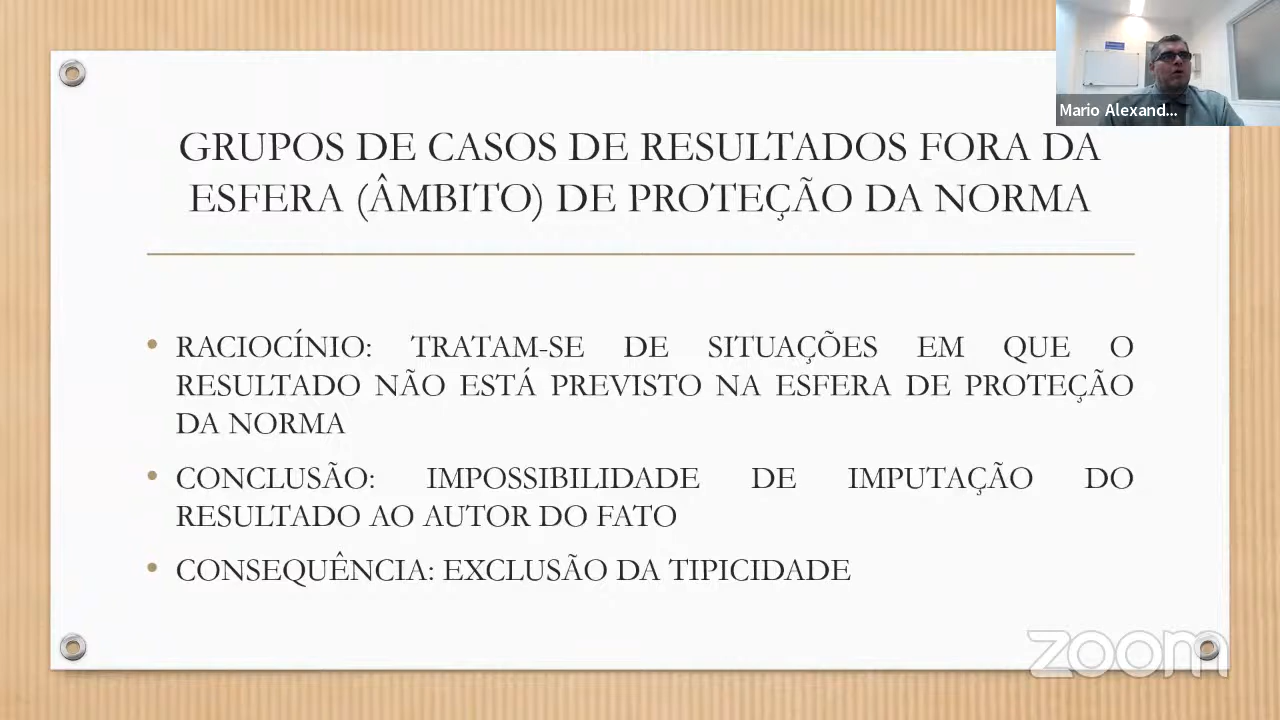 Mario Alexand...
GRUPOS DE CASOS DE RESULTADOS FORA DA
ESFERA (ÂMBITO) DE PROTEÇÃO DA NORMA
• RACIOCÍNIO: TRATAM-SE DE SITUAÇÕES EM QUE O
RESULTADO NÃO ESTÁ PREVISTO NA ESFERA DE PROTEÇÃO
DA NORMA
• CONCLUSÃO: IMPOSSIBILIDADE DE IMPUTAÇÃO DO
RESULTADO AO AUTOR DO FATO
• CONSEQUÊNCIA: EXCLUSÃO DA TIPICIDADE
zoom